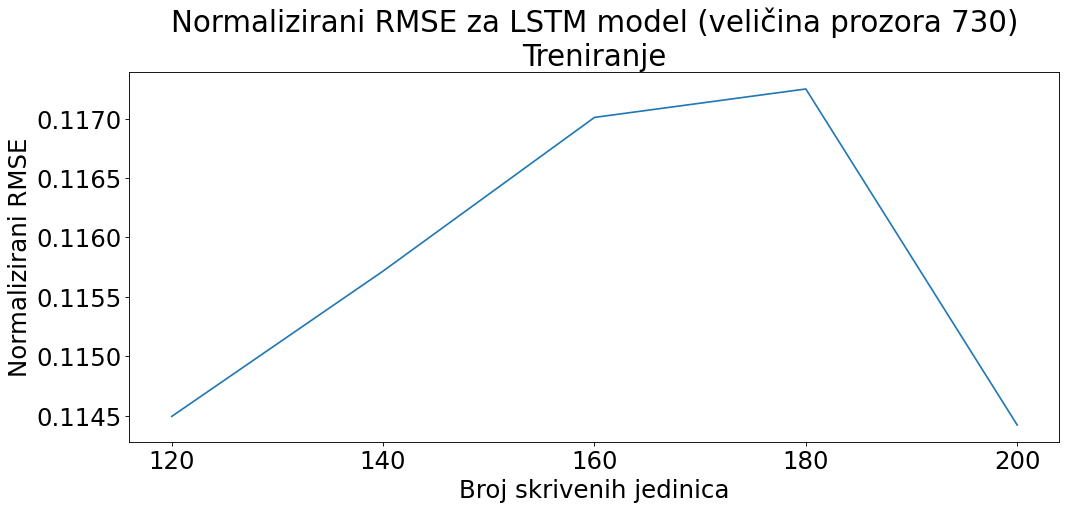 Normalizirani RMSE za LSTM model (veličina prozora 730)
Treniranje
Normalizirani RMSE
0.1170
0.1165
0.1160
0.1155
0.1150
0.1145
120 140 160 180 200
Broj skrivenih jedinica